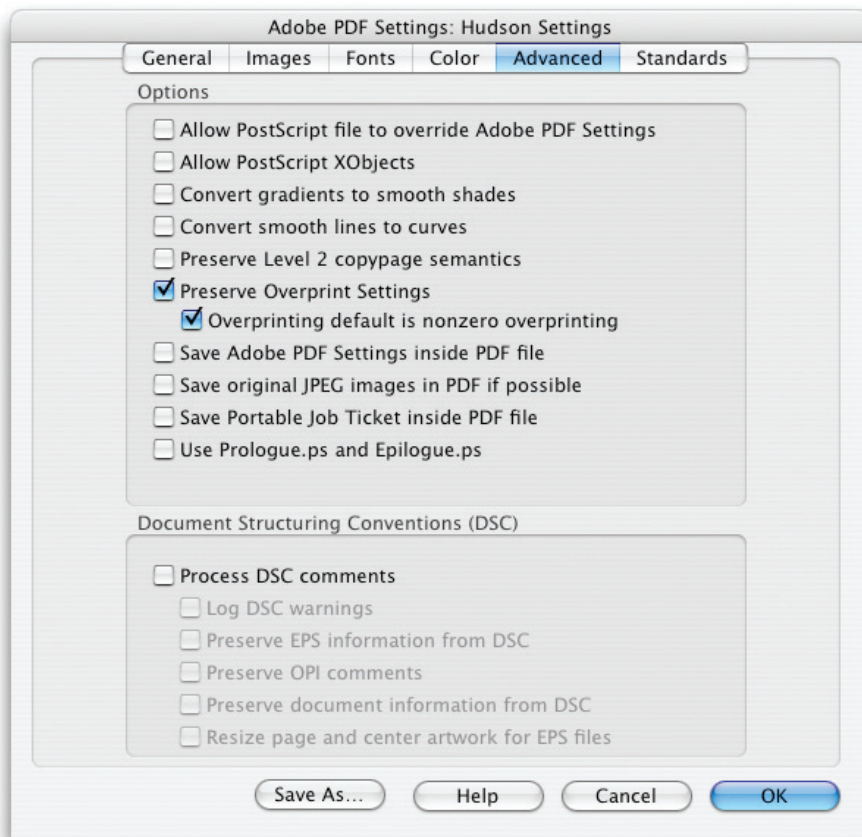 Adobe PDF Settings: Hudson Settings
General Images Fonts Color Advanced Standards
Options
Allow PostScript file to override Adobe PDF Settings
Allow PostScript XObjects
Convert gradients to smooth shades
Convert smooth lines to curves
Preserve Level 2 copypage semantics
Preserve Overprint Settings
Overprinting default is nonzero overprinting
Save Adobe PDF Settings inside PDF file
Save original JPEG images in PDF if possible
Save Portable Job Ticket inside PDF file
Use Prologue.ps and Epilogue.ps
Document Structuring Conventions (DSC)
Process DSC comments
Log DSC warnings
Preserve EPS information from DSC
Preserve OPI comments
Preserve document information from DSC
Resize page and center artwork for EPS files
Save As... Help Cancel OK